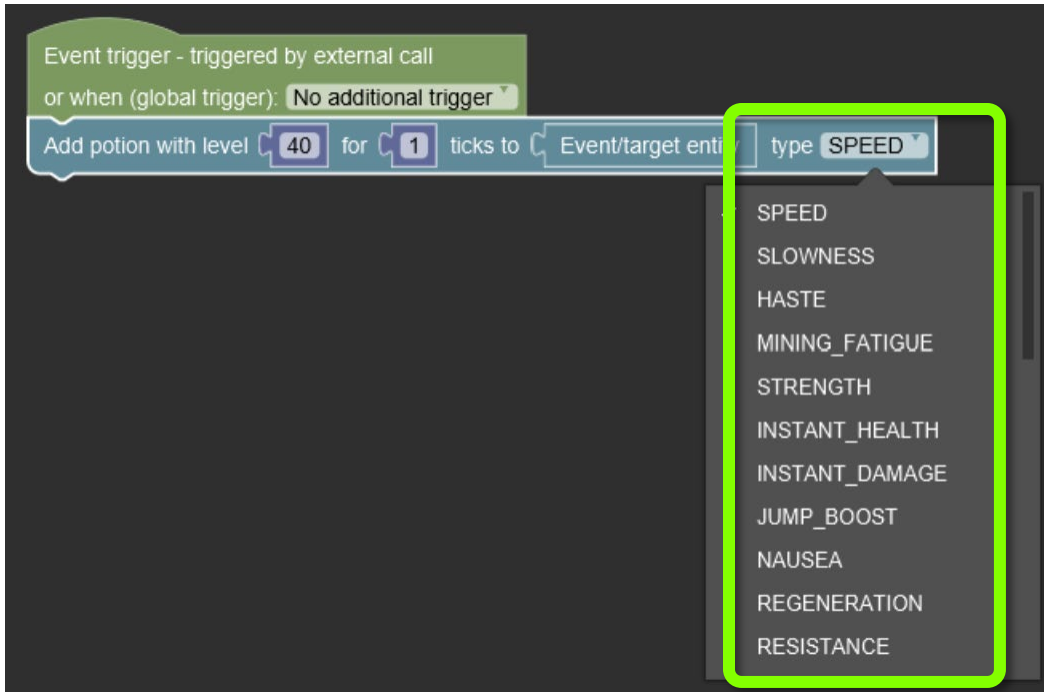 Event trigger - triggered by external call
or when (global trigger): No additional trigger
Add potion with level 40 for 1 ticks to Event/target entity type SPEED
SPEED
SLOWNESS
HASTE
MINING_FATIGUE
STRENGTH
INSTANT_HEALTH
INSTANT_DAMAGE
JUMP_BOOST
NAUSEA
REGENERATION
RESISTANCE